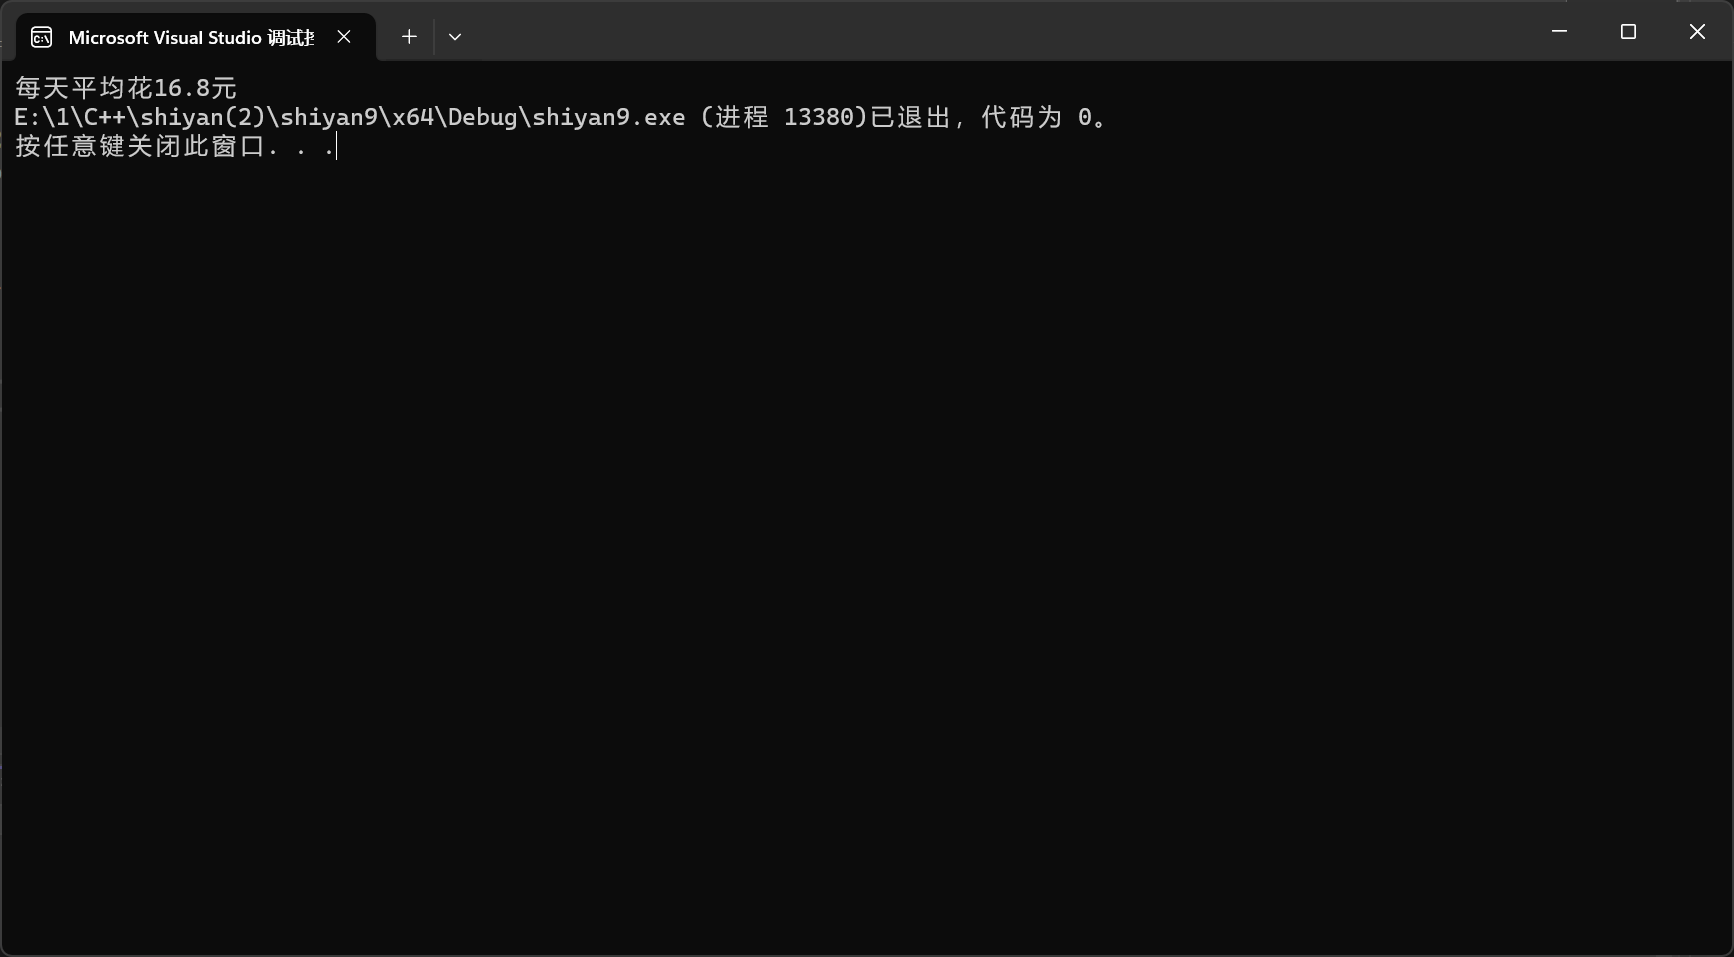 Microsoft Visual Studio 调试
每天平均花16.8元
E:\1\C++\shiyan(2)\shiyan9\x64\Debug\shiyan9.exe (进程 13380)已退出，代码为 0。
按任意键关闭此窗口. . .